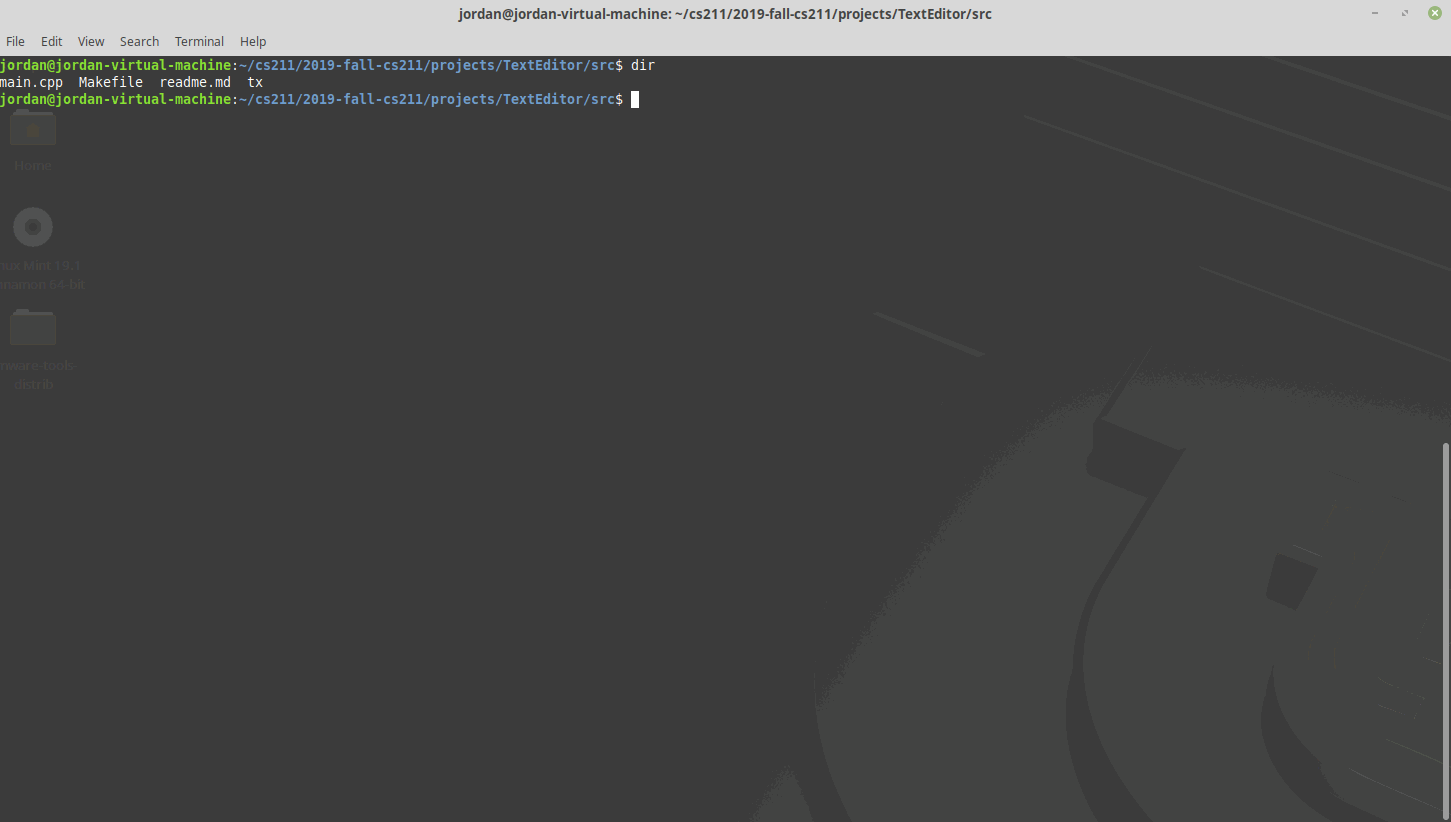 jordan@jordan-virtual-machine: ~/cs211/2019-fall-cs211/projects/TextEditor/src
File Edit View Search Terminal Help
jordan@jordan-virtual-machine:~/cs211/2019-fall-cs211/projects/TextEditor/src$ dir
main.cpp Makefile readme.md tx
jordan@jordan-virtual-machine:~/cs211/2019-fall-cs211/projects/TextEditor/src$
Home
nux Mint 19.1
namon 64-bit
ware-tools-
distrib